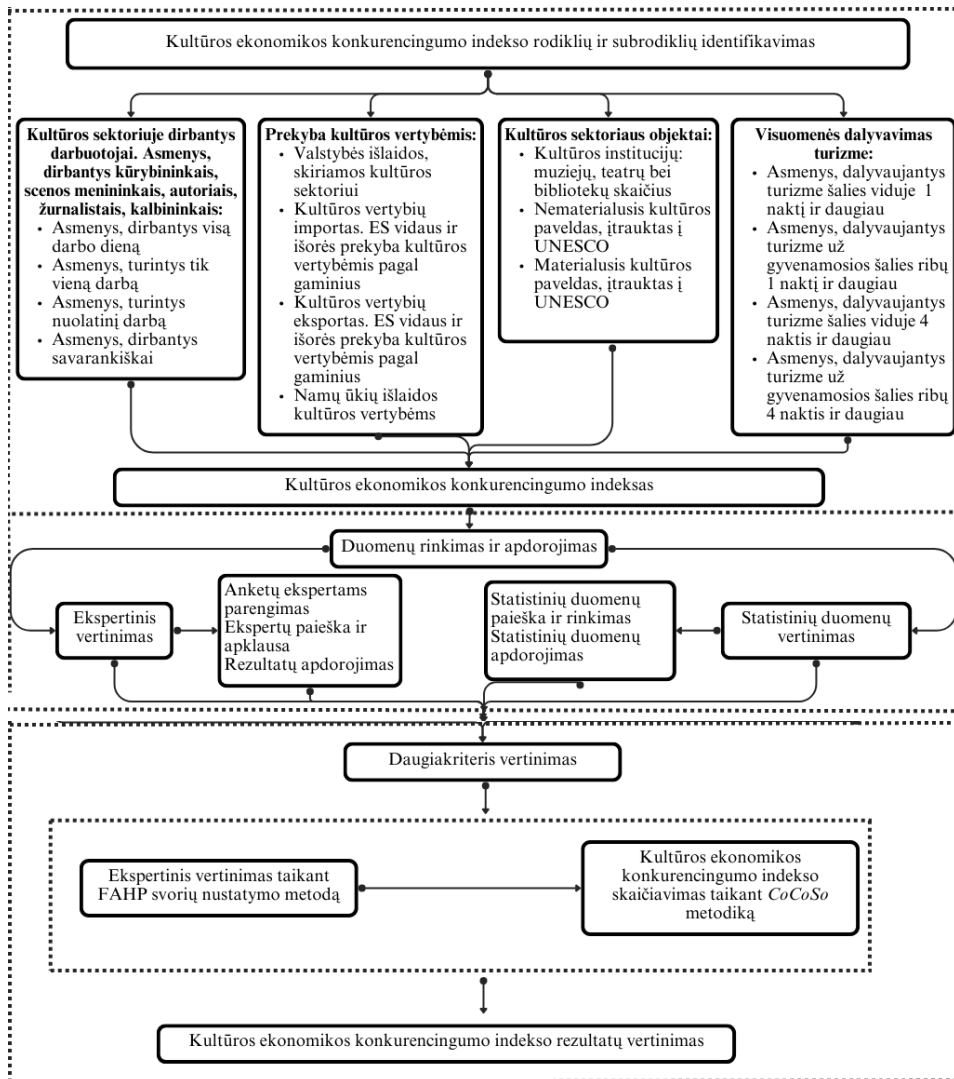 Kultūros ekonomikos konkurencingumo indekso rodiklių ir subrodiklių identifikavimas
Kultūros sektoriuje dirbantys
darbuotojai. Asmenys,
dirbantys kūrybininkais,
scenos menininkais, autoriais,
žurnalistais, kalbininkais:
• Asmenys, dirbantys visą
darbo dieną
• Asmenys, turintys tik
vieną darbą
• Asmenys, turintys
nuolatinį darbą
• Asmenys, dirbantys
savarankiškai
Prekyba kultūros vertybėmis:
• Valstybės išlaidos,
skiriamos kultūros
sektoriui
• Kultūros vertybių
importas. ES vidaus ir
išorės prekyba kultūros
vertybėmis pagal
gaminius
• Kultūros vertybių
eksportas. ES vidaus ir
išorės prekyba kultūros
vertybėmis pagal
gaminius
• Namų ūkių išlaidos
kultūros vertybėms
Kultūros sektoriaus objektai:
• Kultūros institucijų:
muziejų, teatrų bei
bibliotekų skaičius
• Nematerialusis kultūros
paveldas, įtrauktas į
UNESCO
• Materialusis kultūros
paveldas, įtrauktas į
UNESCO
Visuomenės dalyvavimas
turizme:
• Asmenys, dalyvaujantys
turizme šalies viduje 1
naktį ir daugiau
• Asmenys, dalyvaujantys
turizme už
gyvenamosios šalies ribų
1 naktį ir daugiau
• Asmenys, dalyvaujantys
turizme šalies viduje 4
naktis ir daugiau
• Asmenys, dalyvaujantys
turizme už
gyvenamosios šalies ribų
4 naktis ir daugiau
Kultūros ekonomikos konkurencingumo indeksas
Duomenų rinkimas ir apdorojimas
Ekspertinis
vertinimas
Anketų ekspertams
parengimas
Ekspertų paieška ir
apklausa
Rezultatų apdorojimas
Statistinių duomenų
paieška ir rinkimas
Statistinių duomenų
apdorojimas
Statistinių duomenų
vertinimas
Daugiakriteris vertinimas
Ekspertinis vertinimas taikant
FAHP svorių nustatymo metodą
Kultūros ekonomikos
konkurencingumo indekso
skaičiavimas taikant CoCoSo
metodiką
Kultūros ekonomikos konkurencingumo indekso rezultatų vertinimas